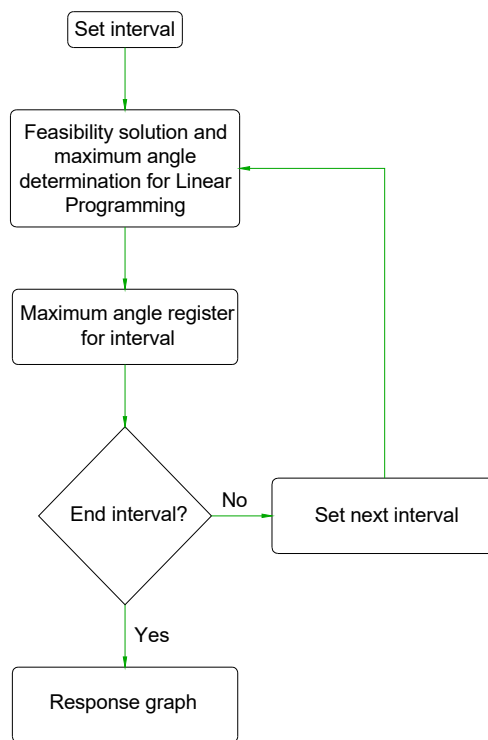 Set interval
Feasibility solution and
maximum angle
determination for Linear
Programming
Maximum angle register
for interval
End interval?
No
Set next interval
Yes
Response graph